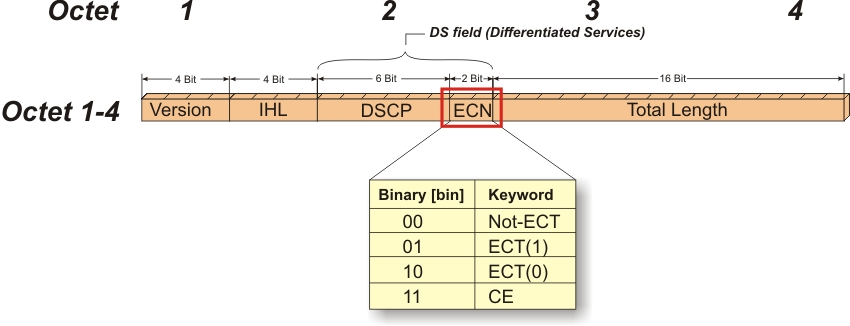 Octet 1 2 3 4
DS field (Differentiated Services)
4 Bit 4 Bit 6 Bit 2 Bit 16 Bit
Octet 1-4 Version IHL DSCP ECN Total Length
Binary [bin] Keyword
00 Not-ECT
01 ECT(1)
10 ECT(0)
11 CE